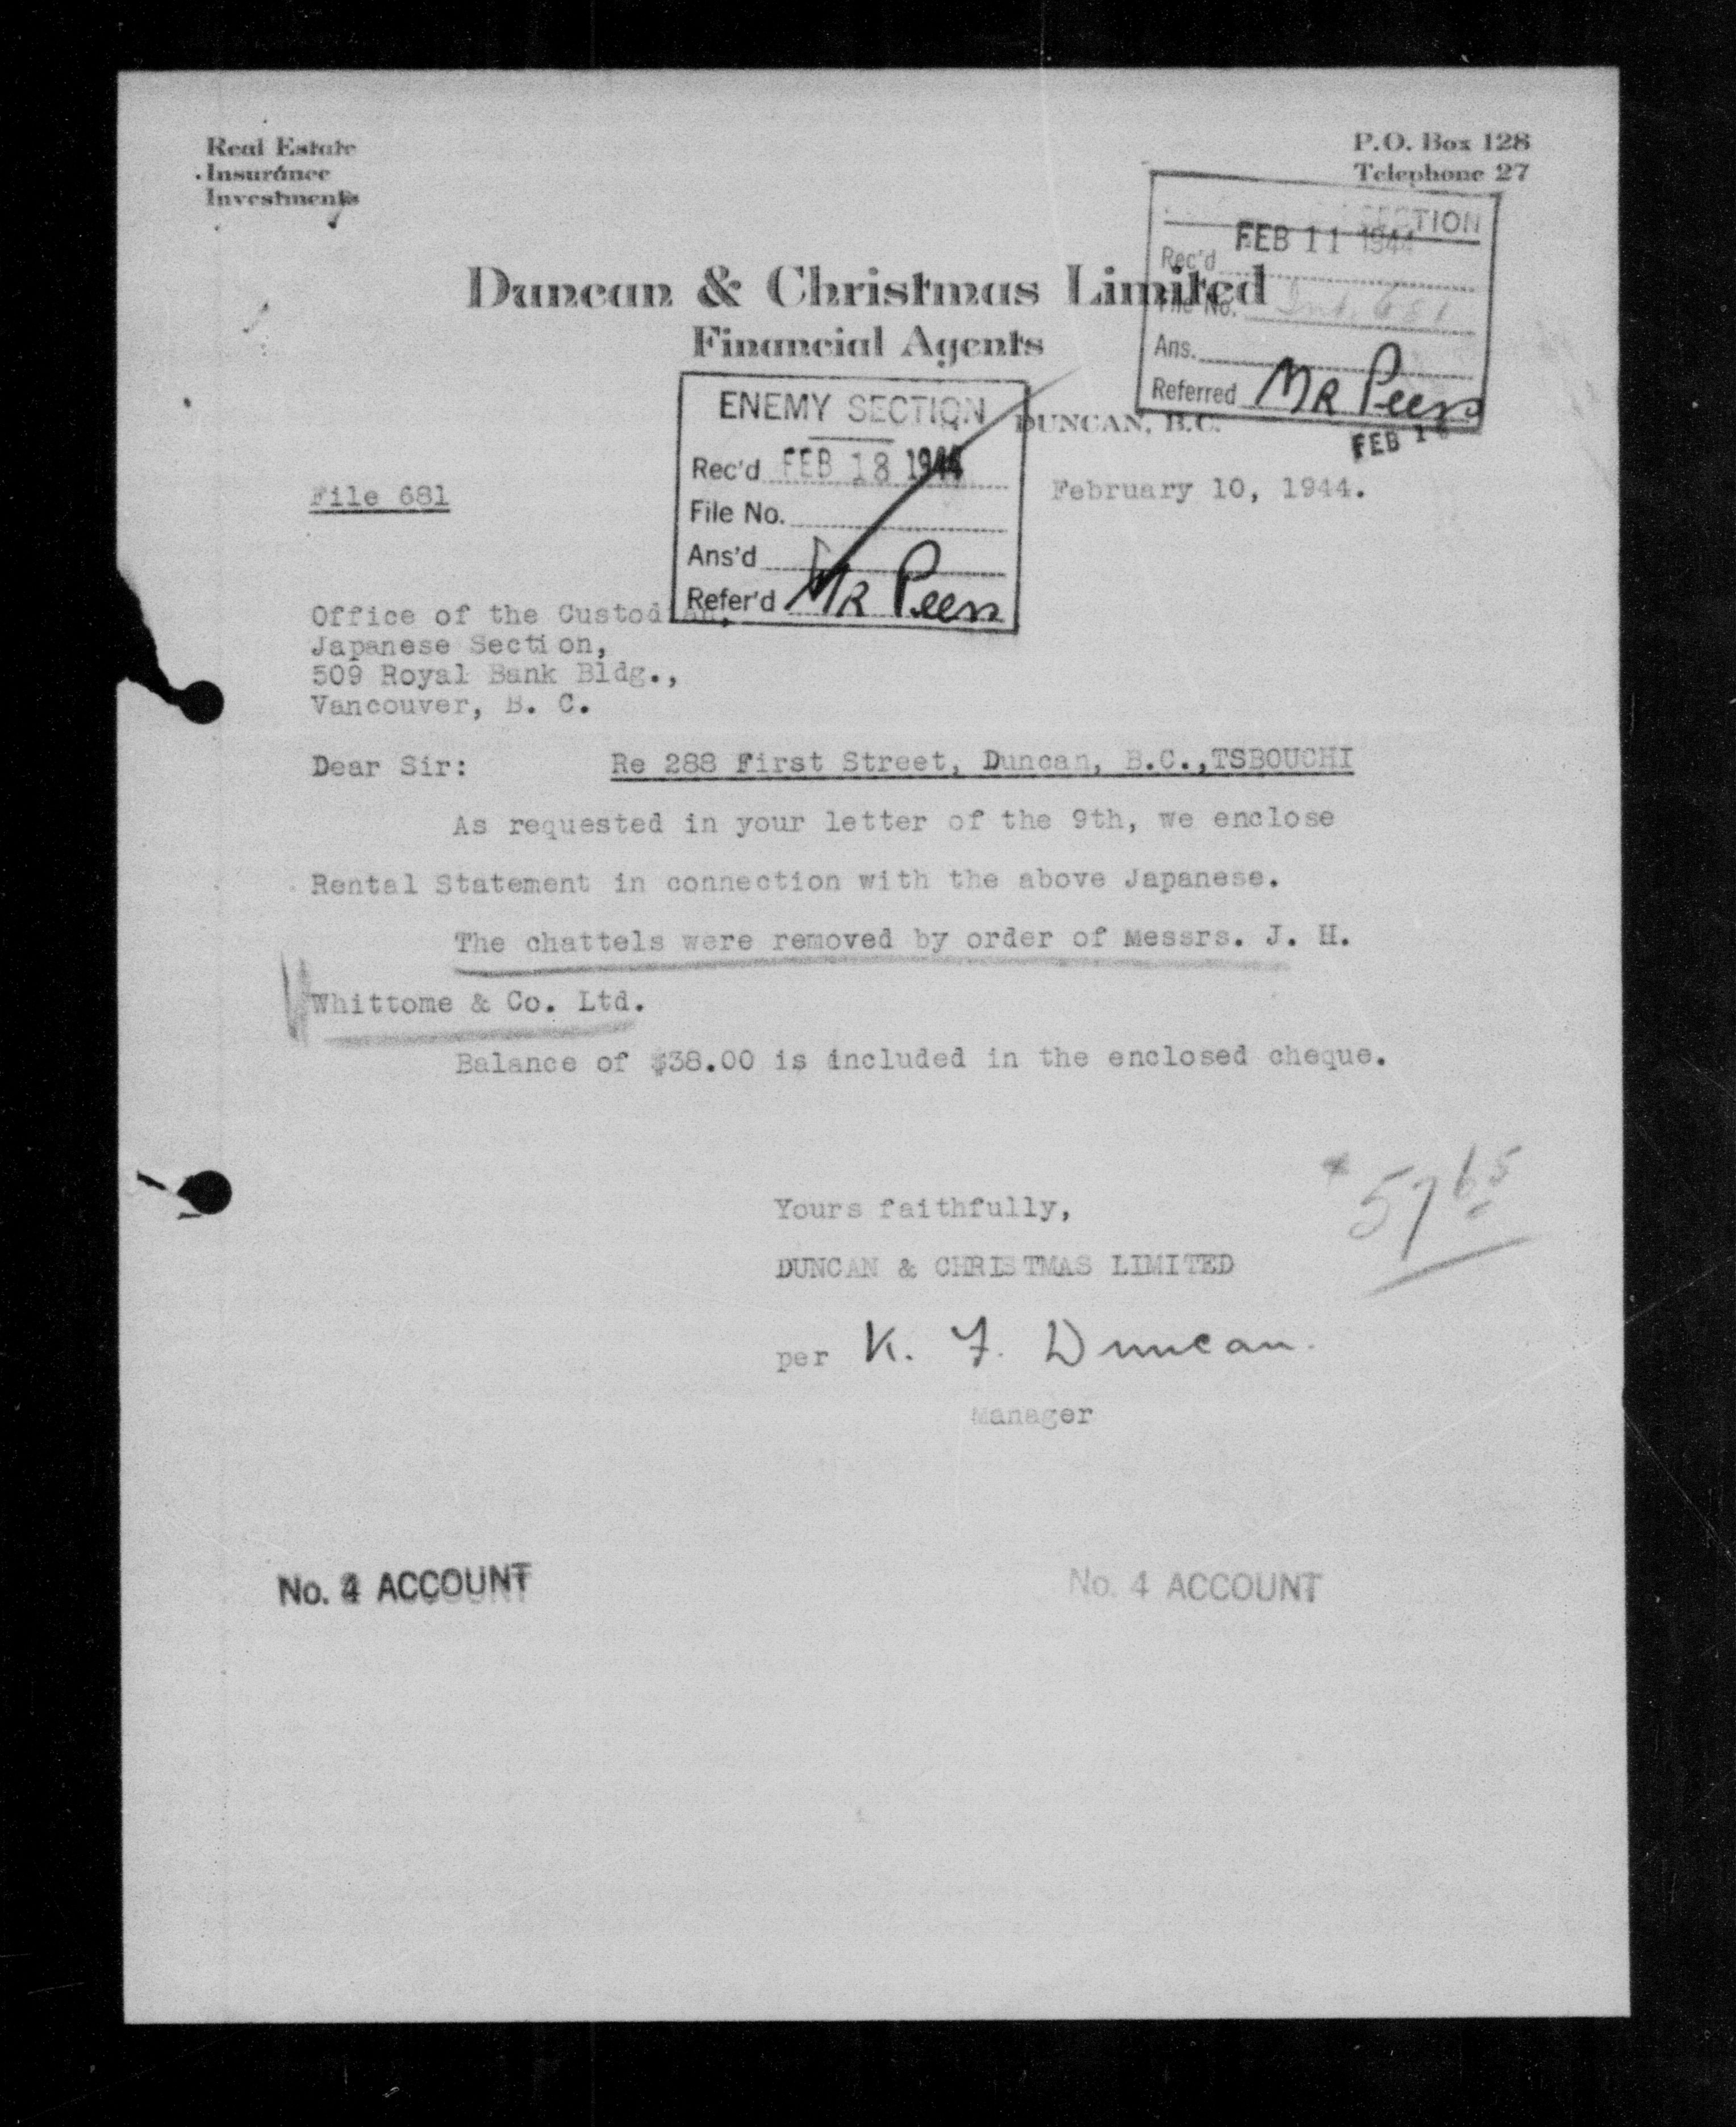 Real Estate
Insurance
Investments
P.O. Box 128
Telephone 27
Duncan & Christmas Limited
Financial Agents
SECTION
Rec'd FEB 11 1944
File No. 681
Ans.
Referred MR Peers
FEB 1
DUNCAN, B.C.
ENEMY SECTION
Rec'd FEB 18 1944
File No.
Ans'd
Refer'd MR Peers
File 681
February 10, 1944.
Office of the Custodian,
Japanese Section,
509 Royal Bank Bldg.,
Vancouver, B. C.
Dear Sir: Re 288 First Street, Duncan, B.C.,TSBOUCHI
As requested in your letter of the 9th, we enclose
Rental Statement in connection with the above Japanese.
The chattels were removed by order of Messrs. J. H.
Whittome & Co. Ltd.
Balance of $38.00 is included in the enclosed cheque.
57 65
Yours faithfully,
DUNCAN & CHRISTMAS LIMITED
per K. F. Duncan.
Manager
No. 4 ACCOUNT
No. 4 ACCOUNT